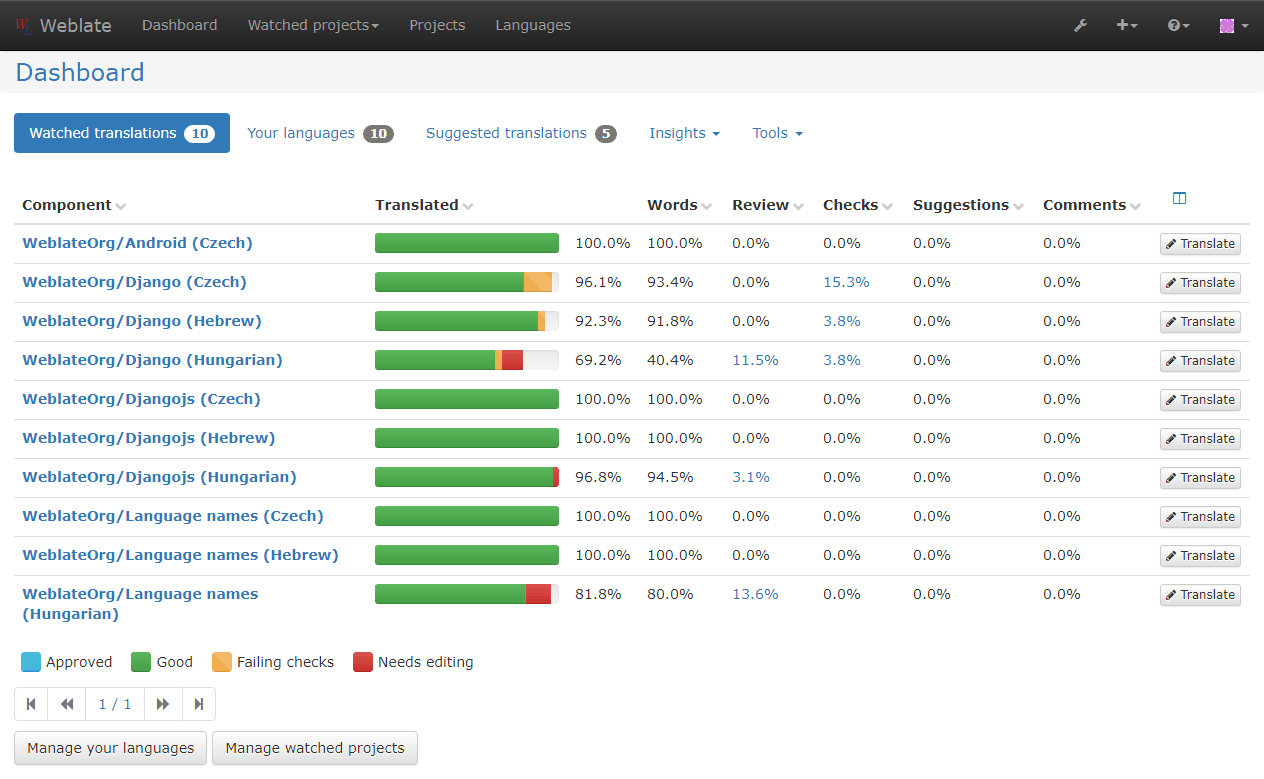 Weblate Dashboard Watched projects Projects Languages
Dashboard
Watched translations 10 Your languages 10 Suggested translations 5 Insights Tools
Component Translated Words Review Checks Suggestions Comments
WeblateOrg/Android (Czech) 100.0% 100.0% 0.0% 0.0% 0.0% 0.0% Translate
WeblateOrg/Django (Czech) 96.1% 93.4% 0.0% 15.3% 0.0% 0.0% Translate
WeblateOrg/Django (Hebrew) 92.3% 91.8% 0.0% 3.8% 0.0% 0.0% Translate
WeblateOrg/Django (Hungarian) 69.2% 40.4% 11.5% 3.8% 0.0% 0.0% Translate
WeblateOrg/Djangojs (Czech) 100.0% 100.0% 0.0% 0.0% 0.0% 0.0% Translate
WeblateOrg/Djangojs (Hebrew) 100.0% 100.0% 0.0% 0.0% 0.0% 0.0% Translate
WeblateOrg/Djangojs (Hungarian) 96.8% 94.5% 3.1% 0.0% 0.0% 0.0% Translate
WeblateOrg/Language names (Czech) 100.0% 100.0% 0.0% 0.0% 0.0% 0.0% Translate
WeblateOrg/Language names (Hebrew) 100.0% 100.0% 0.0% 0.0% 0.0% 0.0% Translate
WeblateOrg/Language names 81.8% 80.0% 13.6% 0.0% 0.0% 0.0% Translate
(Hungarian)
Approved Good Failing checks Needs editing
1 / 1
Manage your languages Manage watched projects